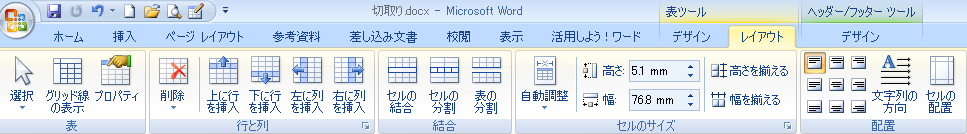 切取り.docx - Microsoft Word
表ツール
ヘッダー/フッター ツール
ホーム 挿入 ページ レイアウト 参考資料 差し込み文書 校閲 表示 活用しよう！ワード デザイン レイアウト デザイン
選択
グリッド線
の表示
プロパティ
削除
上に行
を挿入
下に行
を挿入
左に列
を挿入
右に列
を挿入
セルの
結合
セルの
分割
表の
分割
自動調整
高さ: 5.1 mm
幅: 76.8 mm
高さを揃える
幅を揃える
文字列の
方向
セルの
配置
表
行と列
結合
セルのサイズ
配置